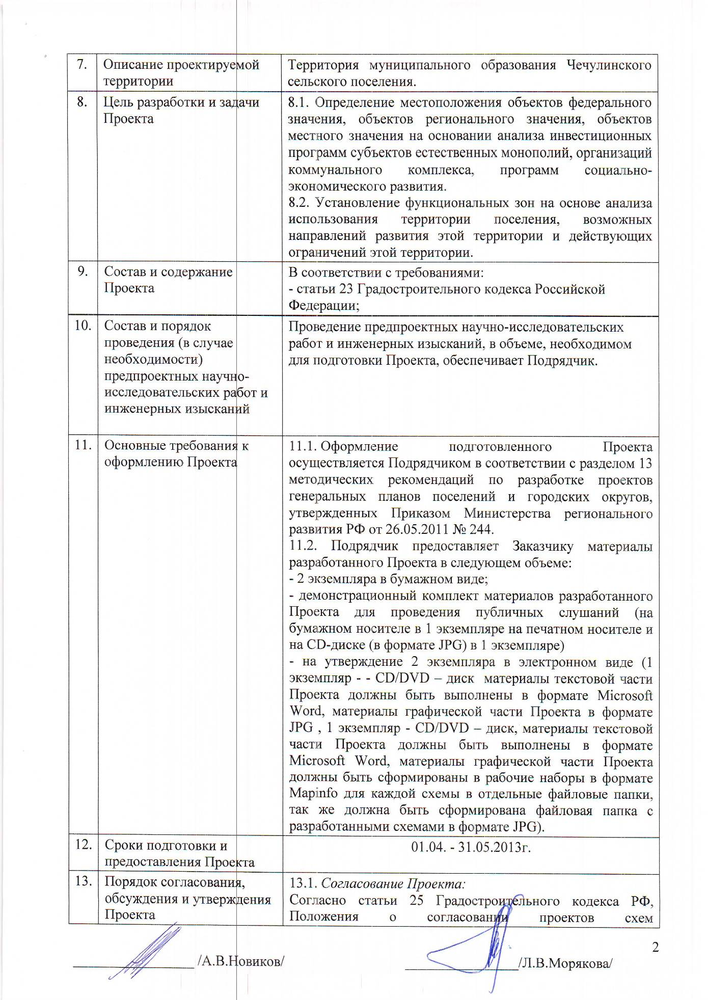 7.
Описание проектируемой
территории
Территория муниципального образования Чечулинского
сельского поселения.
8.
Цель разработки и задачи
Проекта
8.1. Определение местоположения объектов федерального
значения, объектов регионального значения, объектов
местного значения на основании анализа инвестиционных
программ субъектов естественных монополий, организаций
коммунального комплекса, программ социально-
экономического развития.
8.2. Установление функциональных зон на основе анализа
использования территории поселения, возможных
направлений развития этой территории и действующих
ограничений этой территории.
9.
Состав и содержание
Проекта
В соответствии с требованиями:
- статьи 23 Градостроительного кодекса Российской
Федерации;
10.
Состав и порядок
проведения (в случае
необходимости)
предпроектных научно-
исследовательских работ и
инженерных изысканий
Проведение предпроектных научно-исследовательских
работ и инженерных изысканий, в объеме, необходимом
для подготовки Проекта, обеспечивает Подрядчик.
11.
Основные требования к
оформлению Проекта
11.1. Оформление подготовленного Проекта
осуществляется Подрядчиком в соответствии с разделом 13
методических рекомендаций по разработке проектов
генеральных планов поселений и городских округов,
утвержденных Приказом Министерства регионального
развития РФ от 26.05.2011 № 244.
11.2. Подрядчик предоставляет Заказчику материалы
разработанного Проекта в следующем объеме:
- 2 экземпляра в бумажном виде;
- демонстрационный комплект материалов разработанного
Проекта для проведения публичных слушаний (на
бумажном носителе в 1 экземпляре на печатном носителе и
на CD-диске (в формате JPG) в 1 экземпляре)
- на утверждение 2 экземпляра в электронном виде (1
экземпляр - - CD/DVD – диск материалы текстовой части
Проекта должны быть выполнены в формате Microsoft
Word, материалы графической части Проекта в формате
JPG , 1 экземпляр - CD/DVD – диск, материалы текстовой
части Проекта должны быть выполнены в формате
Microsoft Word, материалы графической части Проекта
должны быть сформированы в рабочие наборы в формате
Mapinfo для каждой схемы в отдельные файловые папки,
так же должна быть сформирована файловая папка с
разработанными схемами в формате JPG).
12.
Сроки подготовки и
предоставления Проекта
01.04. - 31.05.2013г.
13.
Порядок согласования,
обсуждения и утверждения
Проекта
13.1. Согласование Проекта:
Согласно статьи 25 Градостроительного кодекса РФ,
Положения о согласовании проектов схем
2
/А.В.Новиков/
/Л.В.Морякова/